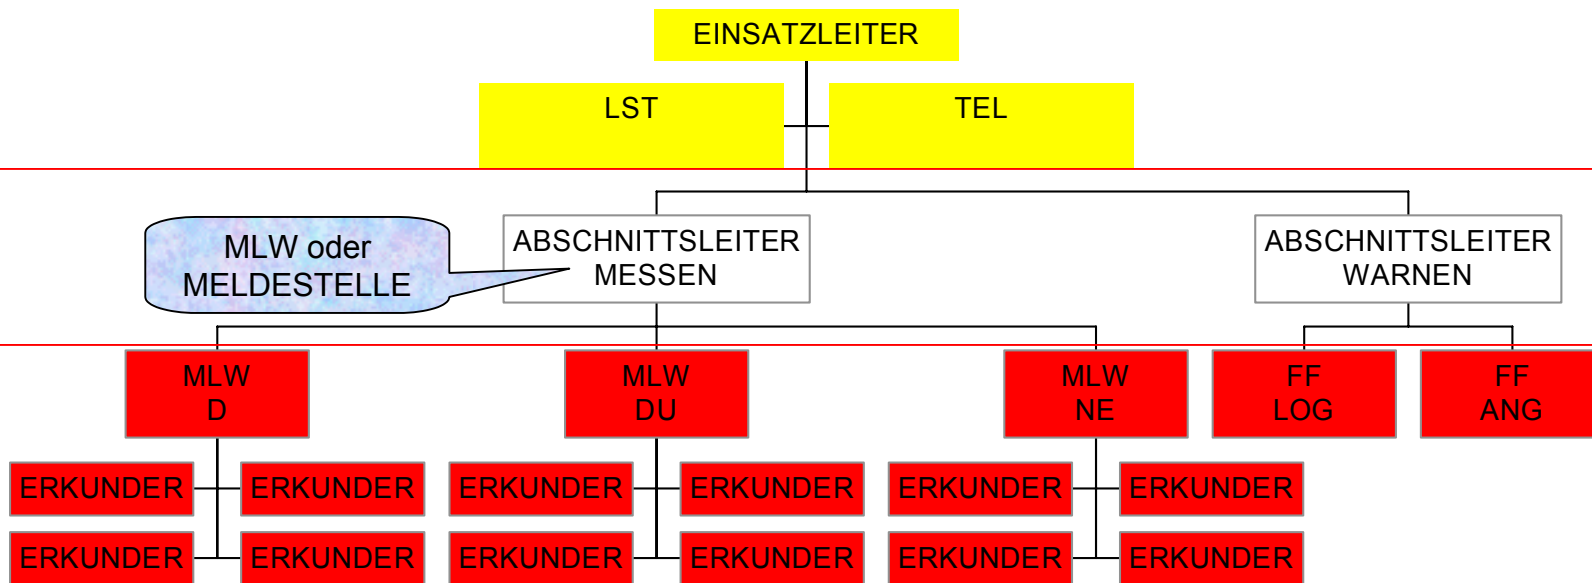 EINSATZLEITER
LST
TEL
MLW oder
MELDESTELLE
ABSCHNITTSLEITER
MESSEN
ABSCHNITTSLEITER
WARNEN
MLW
D
MLW
DU
MLW
NE
FF
LOG
FF
ANG
ERKUNDER
ERKUNDER
ERKUNDER
ERKUNDER
ERKUNDER
ERKUNDER
ERKUNDER
ERKUNDER
ERKUNDER
ERKUNDER
ERKUNDER
ERKUNDER